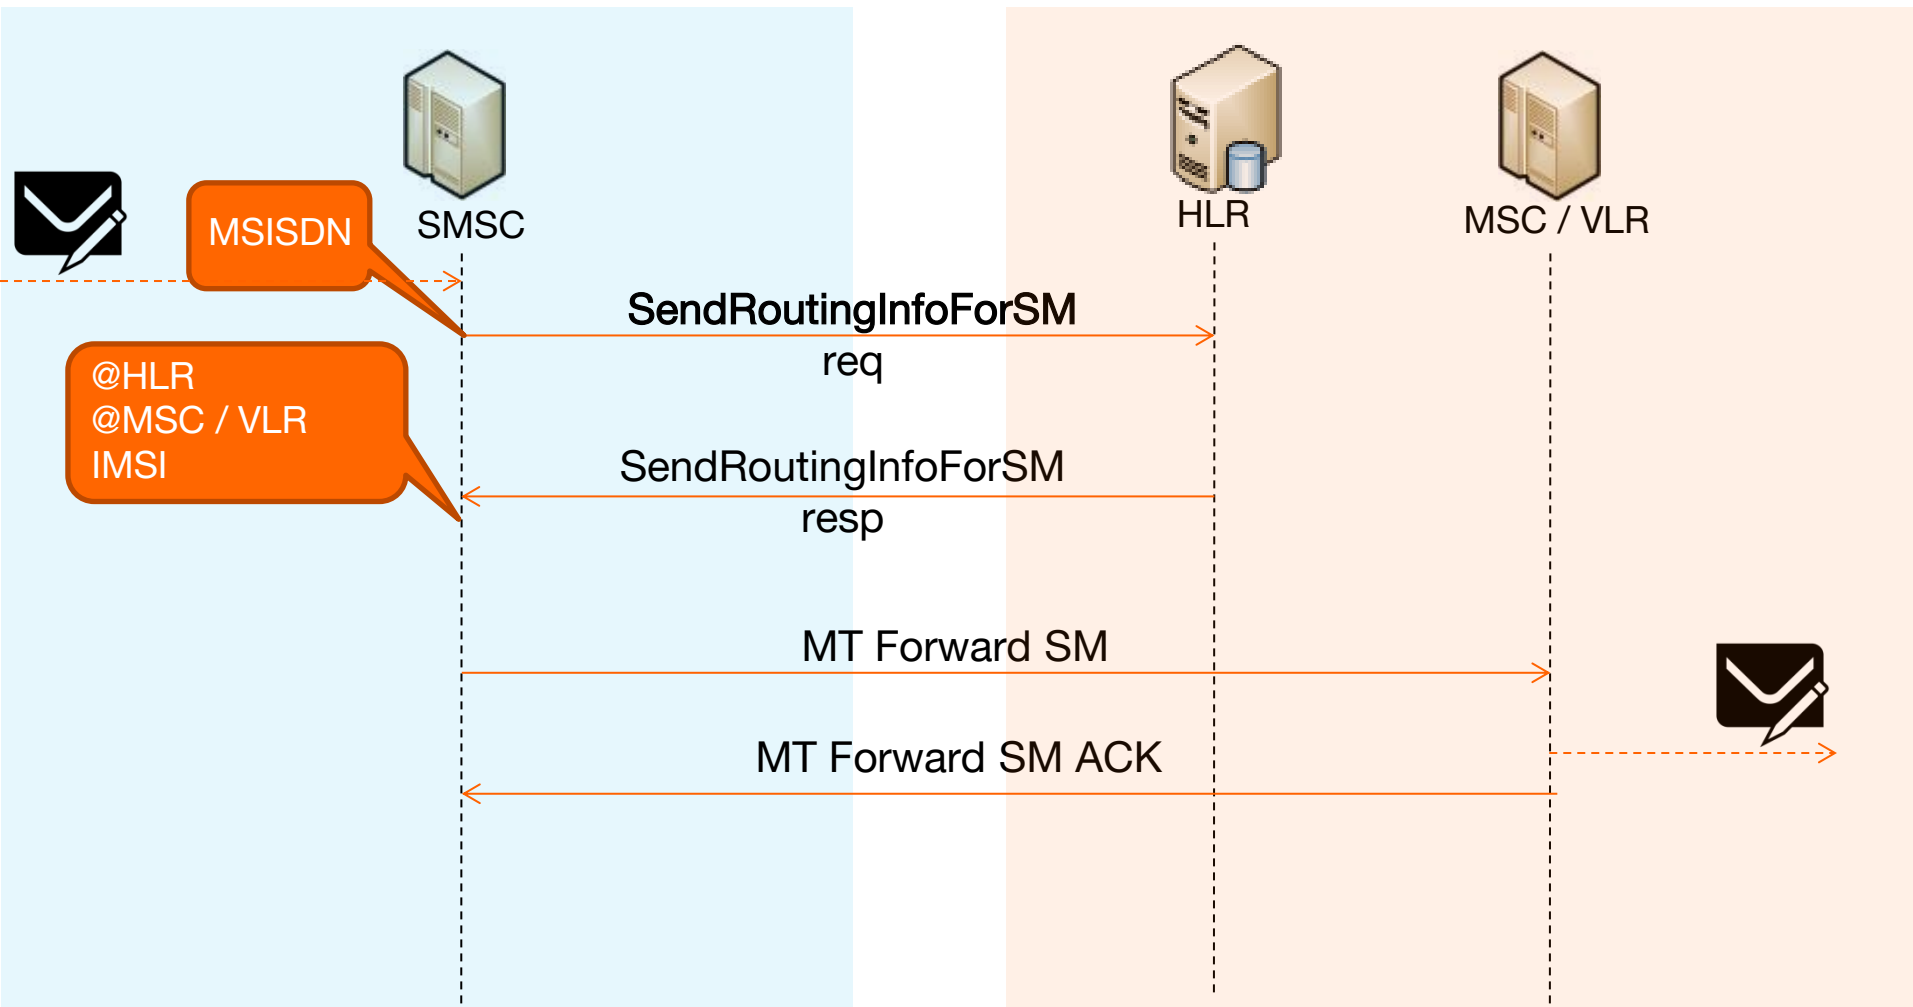 SMSC
HLR
MSC / VLR
MSISDN
SendRoutingInfoForSM
req
@HLR
@MSC / VLR
IMSI
SendRoutingInfoForSM
resp
MT Forward SM
MT Forward SM ACK